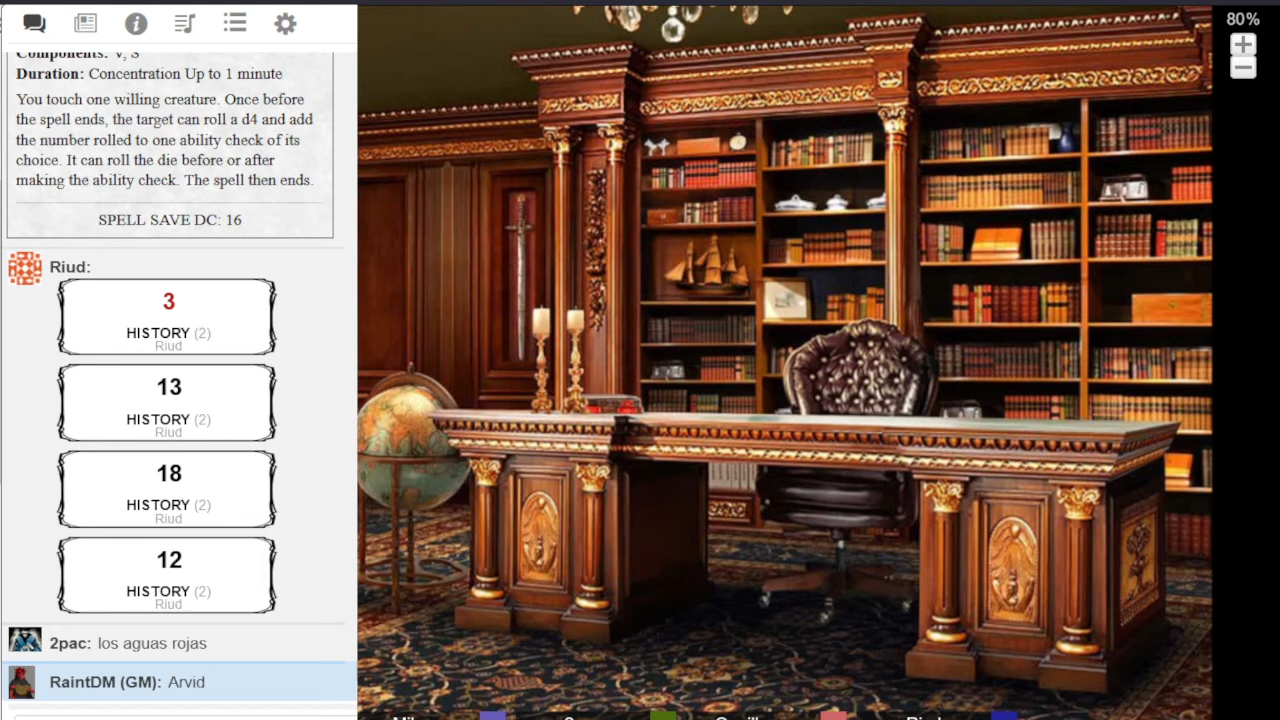 80%
Components: V, S
Duration: Concentration Up to 1 minute
You touch one willing creature. Once before
the spell ends, the target can roll a d4 and add
the number rolled to one ability check of its
choice. It can roll the die before or after
making the ability check. The spell then ends.
SPELL SAVE DC: 16
Riud:
3
HISTORY (2)
Riud
13
HISTORY (2)
Riud
18
HISTORY (2)
Riud
12
HISTORY (2)
Riud
2pac: los aguas rojas
RaintDM (GM): Arvid